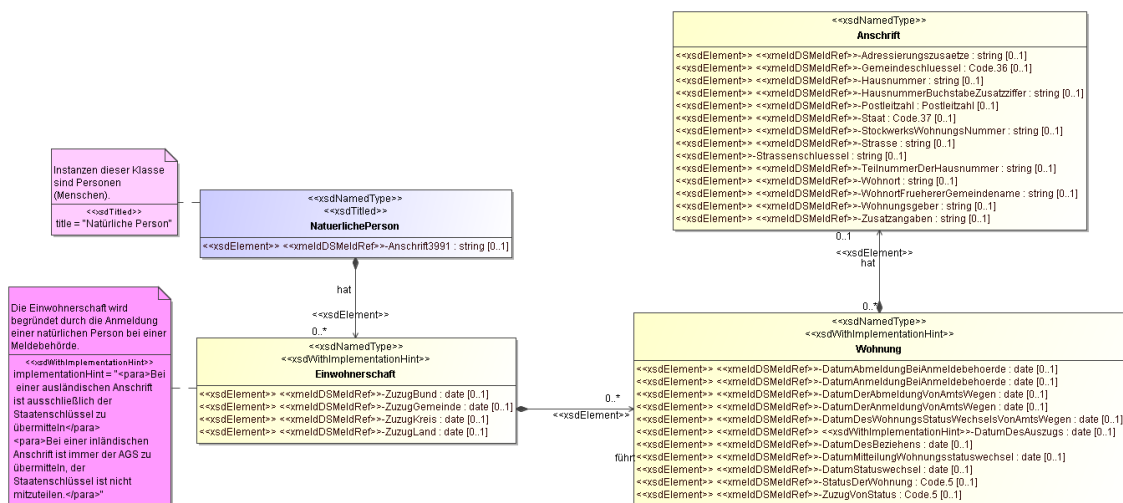 <<xsdNamedType>>
Anschrift
<<xsdElement>> <<xmeldDSMeldRef>>-Adressierungszusaetze : string [0..1]
<<xsdElement>> <<xmeldDSMeldRef>>-Gemeindeschluessel : Code.36 [0..1]
<<xsdElement>> <<xmeldDSMeldRef>>-Hausnummer : string [0..1]
<<xsdElement>> <<xmeldDSMeldRef>>-HausnummerBuchstabeZusatzziffer : string [0..1]
<<xsdElement>> <<xmeldDSMeldRef>>-Postleitzahl : Postleitzahl [0..1]
<<xsdElement>> <<xmeldDSMeldRef>>-Staat : Code.37 [0..1]
<<xsdElement>> <<xmeldDSMeldRef>>-StockwerksWohnungsNummer : string [0..1]
<<xsdElement>> <<xmeldDSMeldRef>>-Strasse : string [0..1]
<<xsdElement>>-Strassenschluessel : string [0..1]
<<xsdElement>> <<xmeldDSMeldRef>>-TeilnummerDerHausnummer : string [0..1]
<<xsdElement>> <<xmeldDSMeldRef>>-Wohnort : string [0..1]
<<xsdElement>> <<xmeldDSMeldRef>>-WohnortFruehererGemeindename : string [0..1]
<<xsdElement>> <<xmeldDSMeldRef>>-Wohnungsgeber : string [0..1]
<<xsdElement>> <<xmeldDSMeldRef>>-Zusatzangaben : string [0..1]
Instanzen dieser Klasse
sind Personen
(Menschen).
<<xsdTitled>>
title = "Natürliche Person"
<<xsdNamedType>>
<<xsdTitled>>
NatuerlichePerson
<<xsdElement>> <<xmeldDSMeldRef>>-Anschrift3991 : string [0..1]
0..1
<<xsdElement>>
hat
0..*
hat
<<xsdElement>>
0..*
Die Einwohnerschaft wird
begründet durch die Anmeldung
einer natürlichen Person bei einer
Meldebehörde.
<<xsdWithImplementationHint>>
implementationHint = "<para>Bei
einer ausländischen Anschrift
ist ausschließlich der
Staatenschlüssel zu
übermitteln</para>
<para>Bei einer inländischen
Anschrift ist immer der AGS zu
übermitteln, der
Staatenschlüssel ist nicht
mitzuteilen.</para>"
<<xsdNamedType>>
<<xsdWithImplementationHint>>
Einwohnerschaft
<<xsdElement>> <<xmeldDSMeldRef>>-ZuzugBund : date [0..1]
<<xsdElement>> <<xmeldDSMeldRef>>-ZuzugGemeinde : date [0..1]
<<xsdElement>> <<xmeldDSMeldRef>>-ZuzugKreis : date [0..1]
<<xsdElement>> <<xmeldDSMeldRef>>-ZuzugLand : date [0..1]
0..*
<<xsdElement>>
führt
<<xsdNamedType>>
<<xsdWithImplementationHint>>
Wohnung
<<xsdElement>> <<xmeldDSMeldRef>>-DatumAbmeldungBeiAnmeldebehoerde : date [0..1]
<<xsdElement>> <<xmeldDSMeldRef>>-DatumAnmeldungBeiAnmeldebehoerde : date [0..1]
<<xsdElement>> <<xmeldDSMeldRef>>-DatumDerAbmeldungVonAmtsWegen : date [0..1]
<<xsdElement>> <<xmeldDSMeldRef>>-DatumDerAnmeldungVonAmtsWegen : date [0..1]
<<xsdElement>> <<xmeldDSMeldRef>>-DatumDesWohnungsStatusWechselsVonAmtsWegen : date [0..1]
<<xsdElement>> <<xmeldDSMeldRef>> <<xsdWithImplementationHint>>-DatumDesAuszugs : date [0..1]
<<xsdElement>> <<xmeldDSMeldRef>>-DatumDesBeziehens : date [0..1]
<<xsdElement>> <<xmeldDSMeldRef>>-DatumMitteilungWohnungsstatuswechsel : date [0..1]
<<xsdElement>> <<xmeldDSMeldRef>>-DatumStatuswechsel : date [0..1]
<<xsdElement>> <<xmeldDSMeldRef>>-StatusDerWohnung : Code.5 [0..1]
<<xsdElement>> <<xmeldDSMeldRef>>-ZuzugVonStatus : Code.5 [0..1]